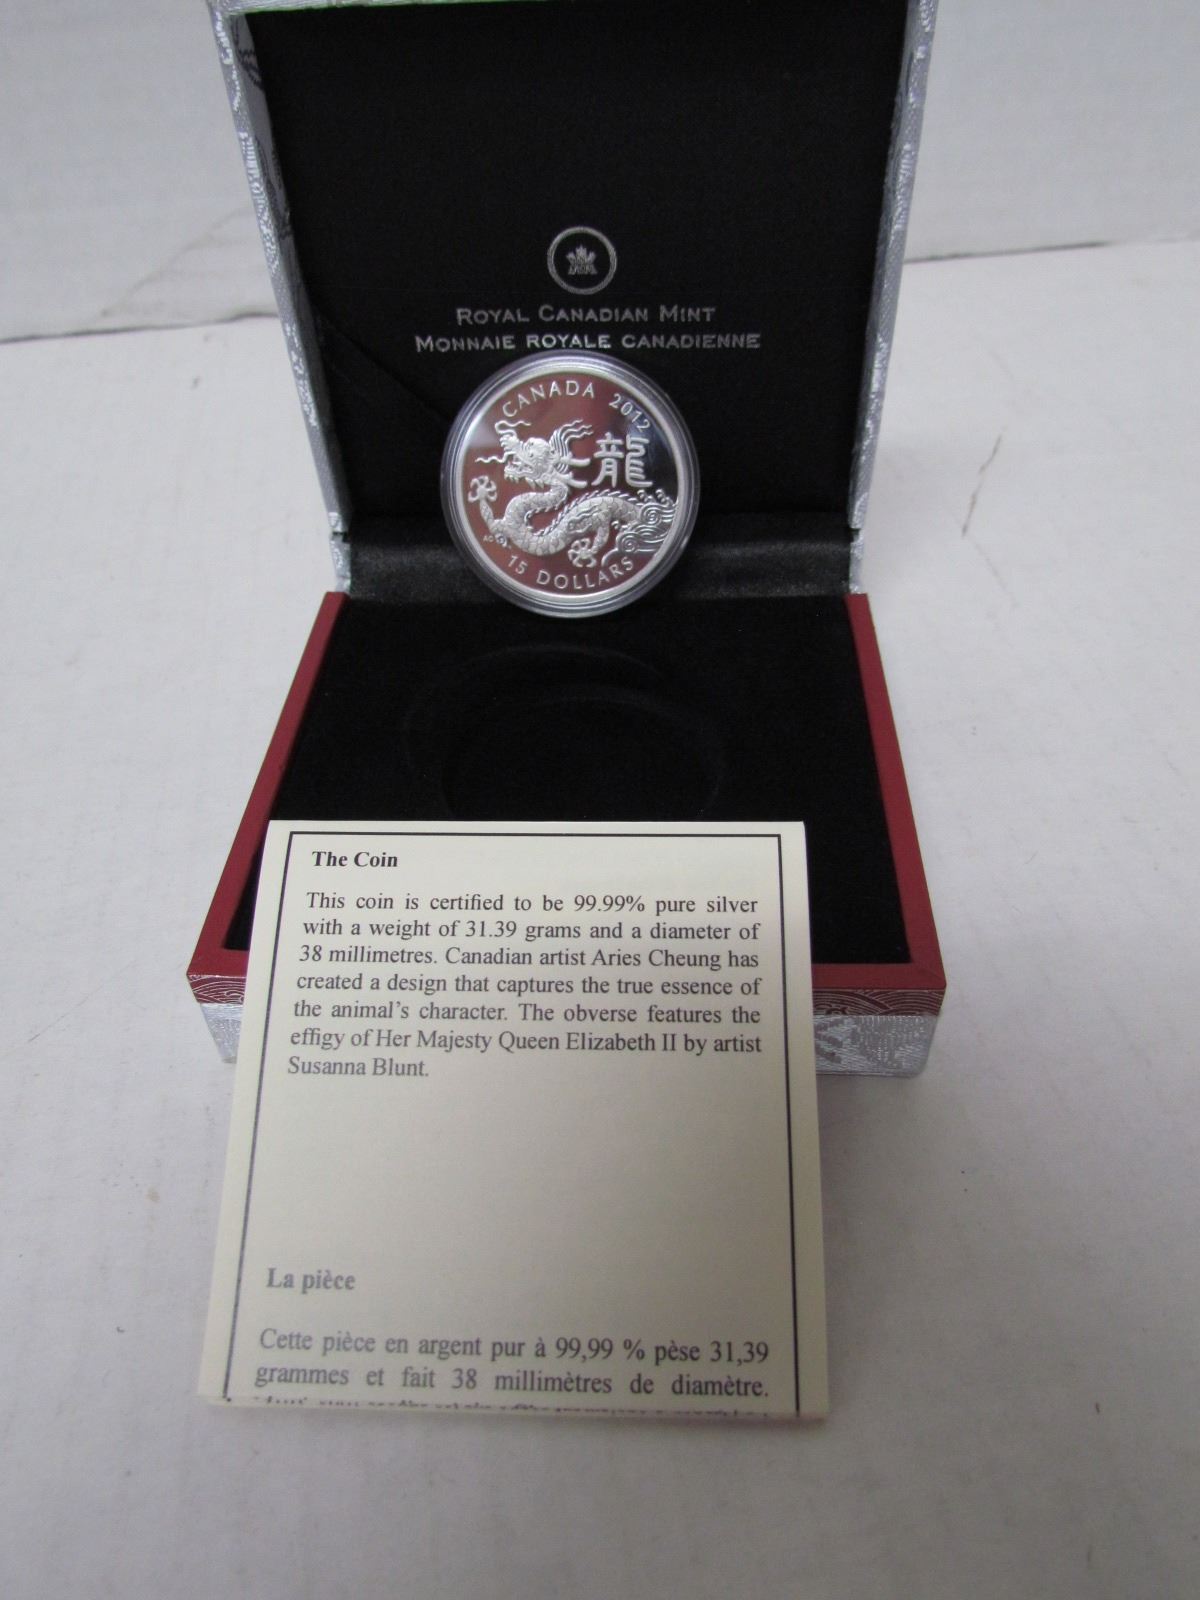 ROYAL CANADIAN MINT
MONNAIE ROYALE CANADIENNE
CANADA 2012
龍
AC
15 DOLLARS
The Coin
This coin is certified to be 99.99% pure silver
with a weight of 31.39 grams and a diameter of
38 millimetres. Canadian artist Aries Cheung has
created a design that captures the true essence of
the animal's character. The obverse features the
effigy of Her Majesty Queen Elizabeth II by artist
Susanna Blunt.
La pièce
Cette pièce en argent pur à 99,99 % pèse 31,39
grammes et fait 38 millimètres de diamètre.